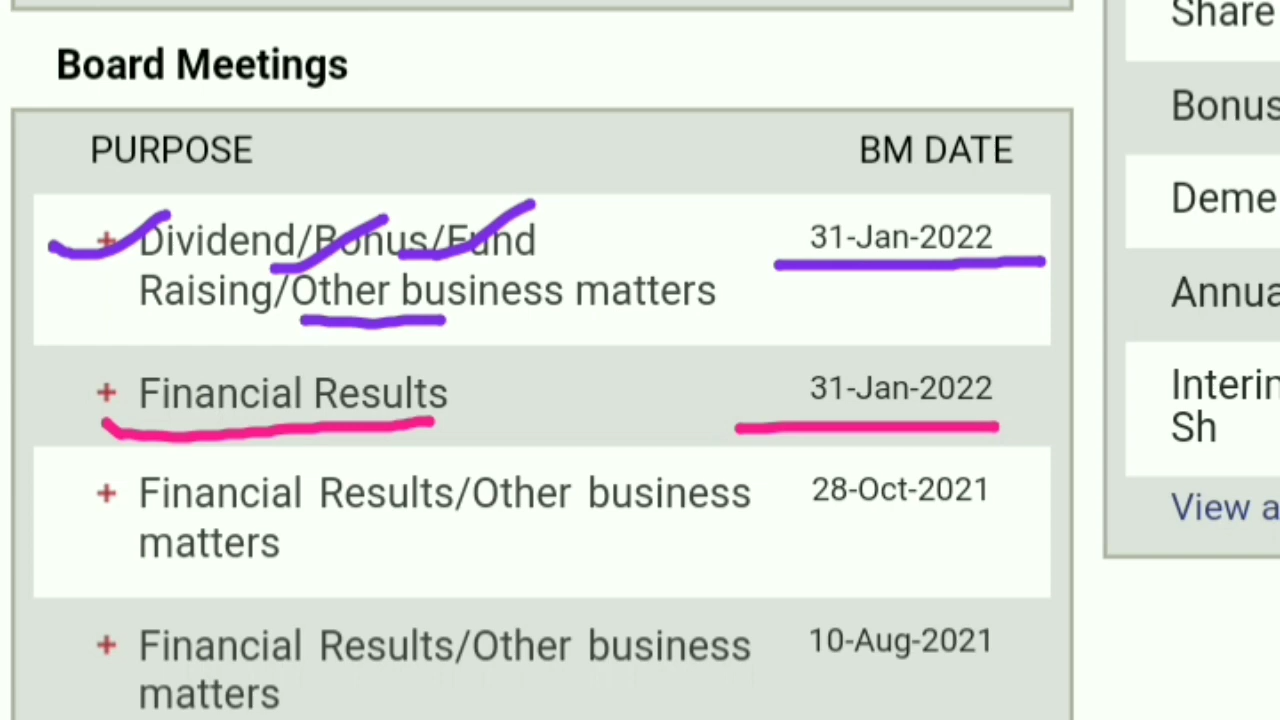 Board Meetings
PURPOSE BM DATE
Dividend/Bonus/Fund 31-Jan-2022
Raising/Other business matters
Financial Results 31-Jan-2022
Financial Results/Other business 28-Oct-2021
matters
Financial Results/Other business 10-Aug-2021
matters
Share
Bonus
Deme
Annua
Interin
Sh
View a